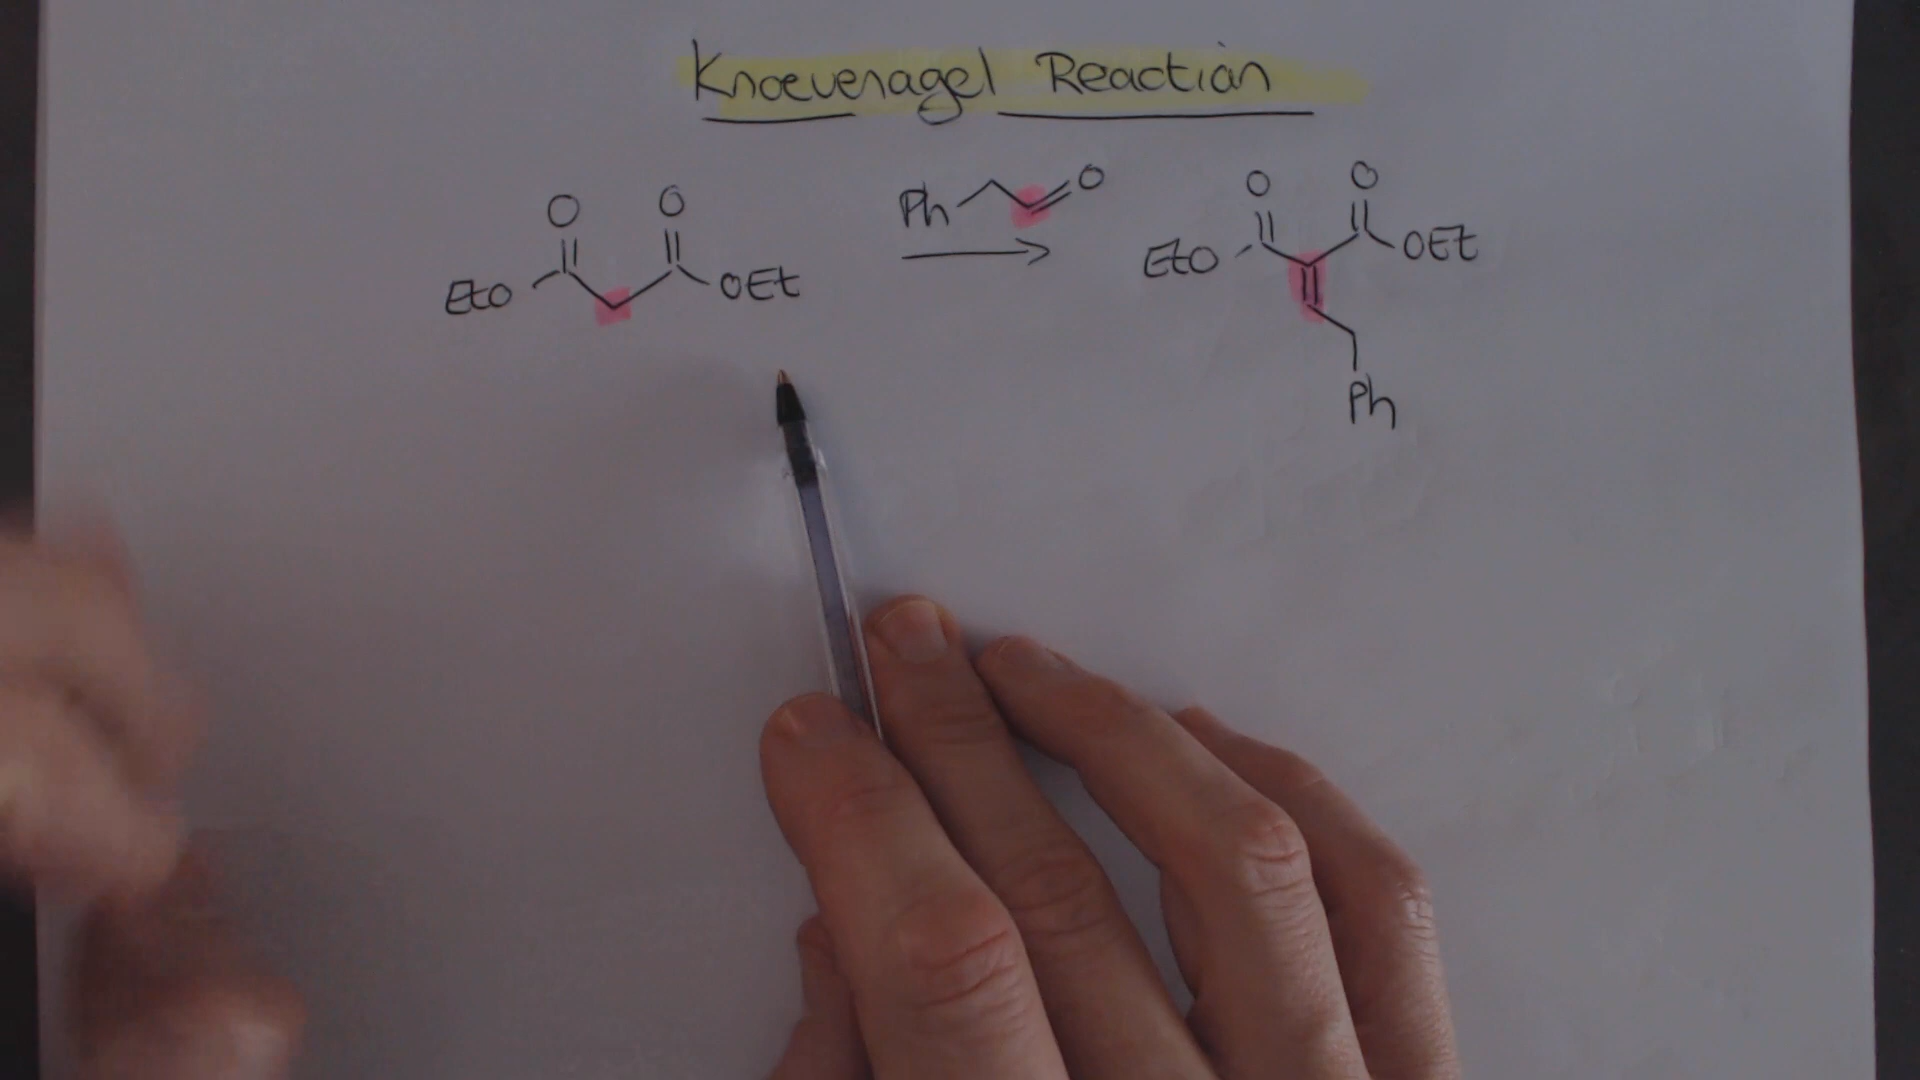 Knoevenagel Reaction
O O Ph O O O
EtO OEt EtO OEt
Ph